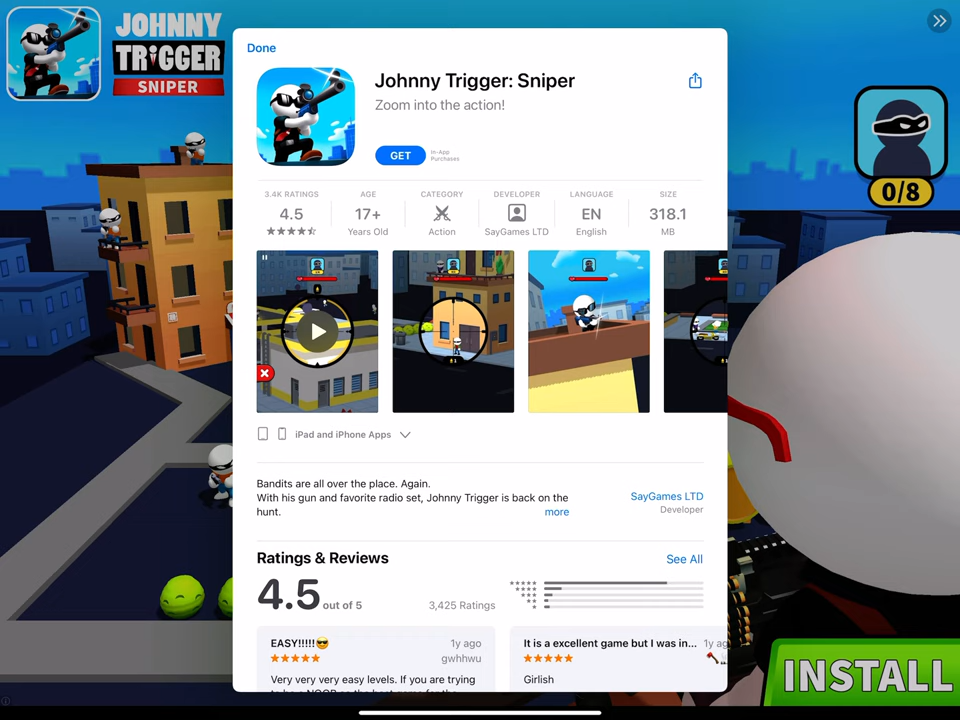 JOHNNY
TRIGGER
SNIPER
Done
Johnny Trigger: Sniper
Zoom into the action!
GET
In-App
Purchases
0/8
3.4K RATINGS
4.5
AGE
17+
Years Old
CATEGORY
Action
DEVELOPER
SayGames LTD
LANGUAGE
EN
English
SIZE
318.1
MB
iPad and iPhone Apps
Bandits are all over the place. Again.
With his gun and favorite radio set, Johnny Trigger is back on the
hunt.
more
SayGames LTD
Developer
Ratings & Reviews
See All
4.5 out of 5
3,425 Ratings
EASY!!!!!😎
1y ago
gwhhwu
Very very very easy levels. If you are trying
It is a excellent game but I was in...
1y ag
Girlish
INSTALL